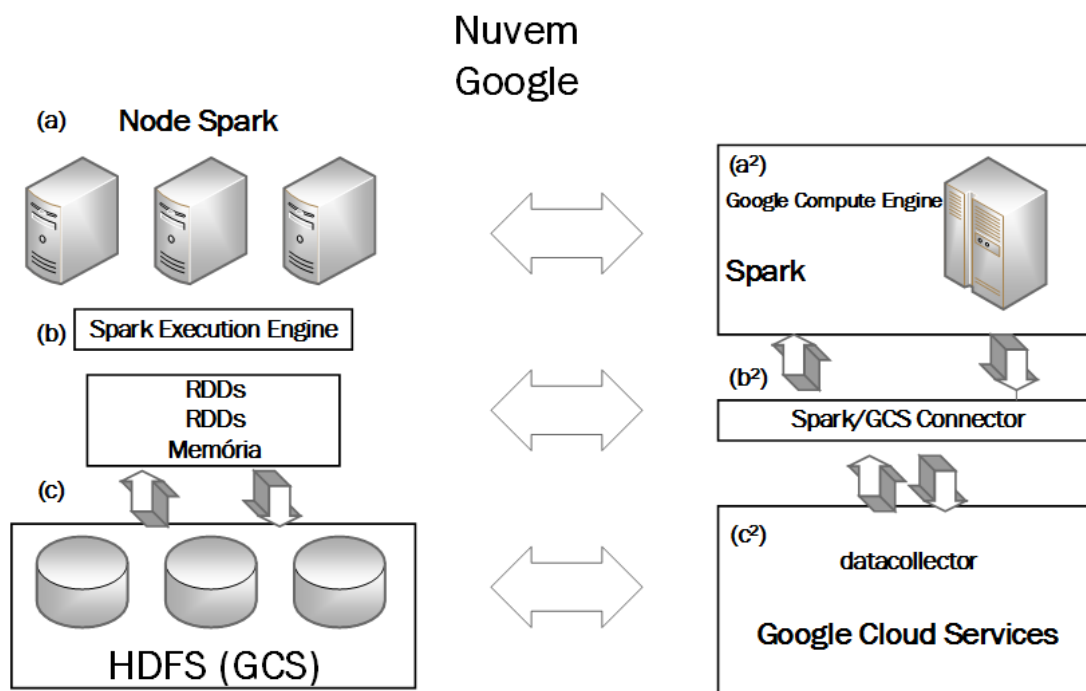 Nuvem
Google
(a) Node Spark
(b) Spark Execution Engine
RDDs
RDDs
Memória
(c)
HDFS (GCS)
(a²)
Google Compute Engine
Spark
(b²)
Spark/GCS Connector
(c²)
datacollector
Google Cloud Services